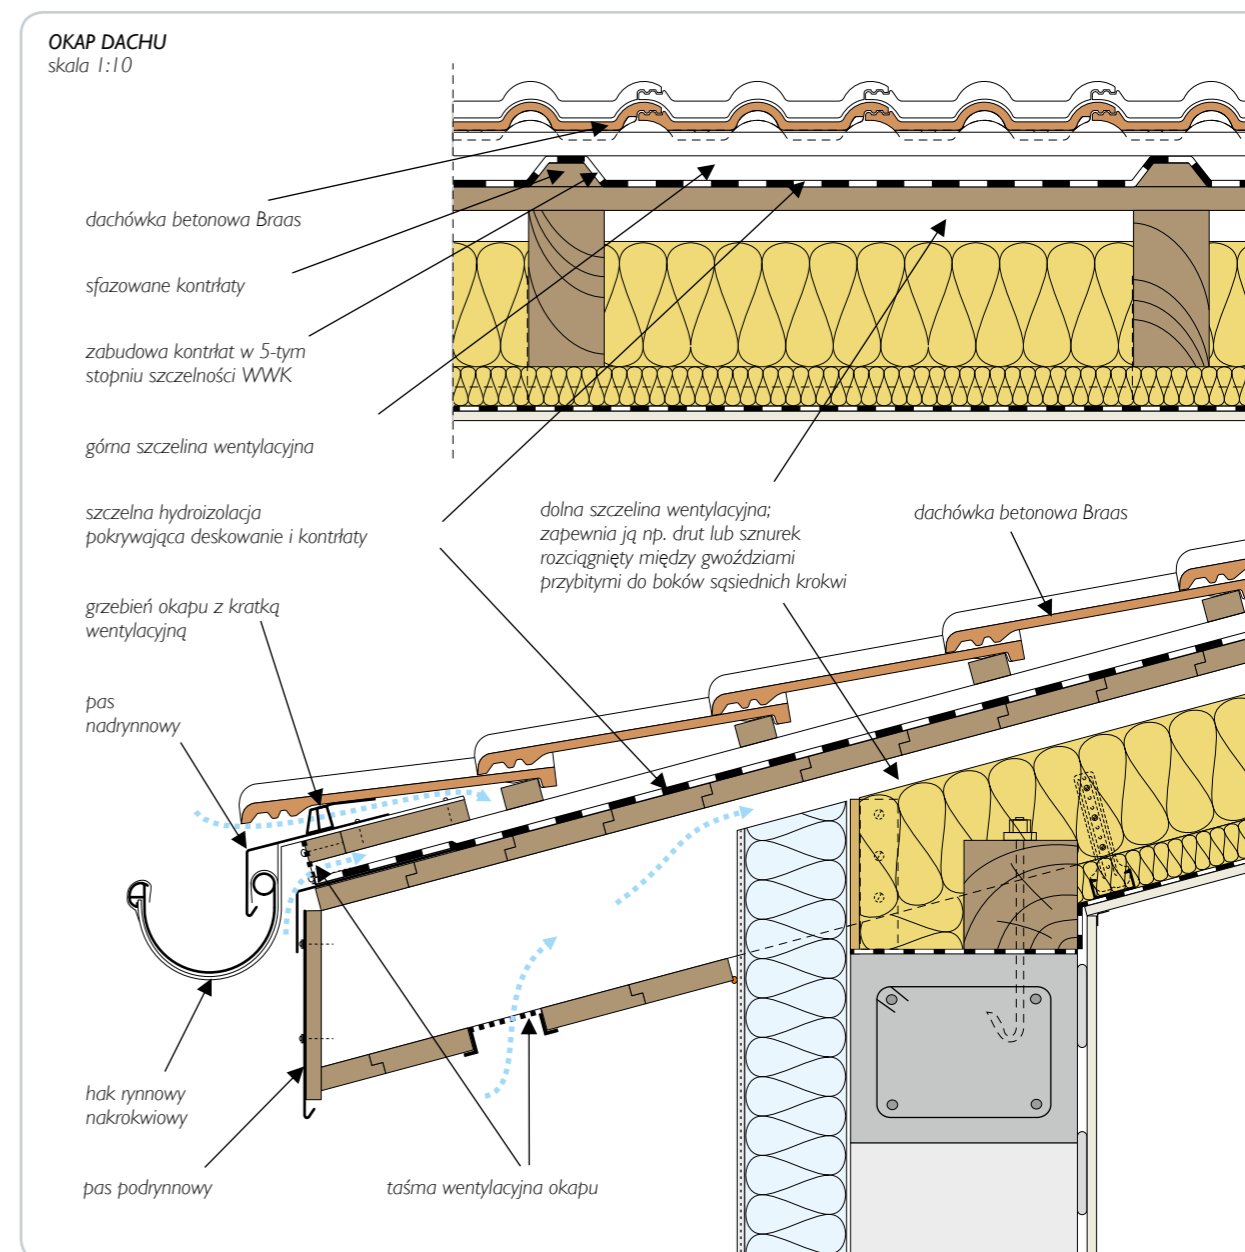 OKAP DACHU
skala 1:10
dachówka betonowa Braas
sfazowane kontrłaty
zabudowa kontrłat w 5-tym
stopniu szczelności WWK
górna szczelina wentylacyjna
szczelna hydroizolacja
pokrywająca deskowanie i kontrłaty
dolna szczelina wentylacyjna;
zapewnia ją np. drut lub sznurek
rozciągnięty między gwoździami
przybitymi do boków sąsiednich krokwi
dachówka betonowa Braas
grzebień okapu z kratką
wentylacyjną
pas
nadrynnowy
hak rynnowy
nakrokwiowy
pas podrynnowy
taśma wentylacyjna okapu